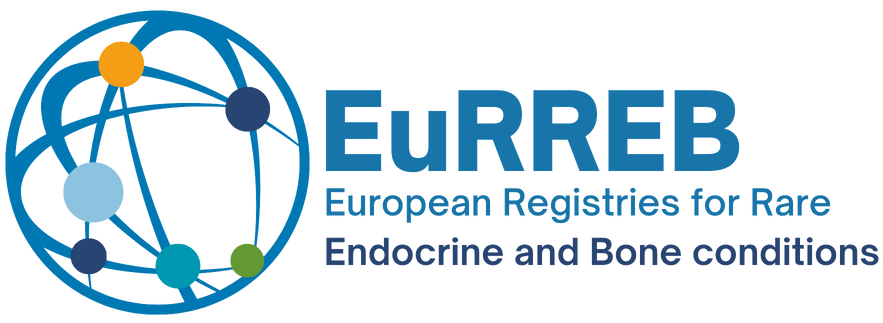 EuRREB
European Registries for Rare
Endocrine and Bone conditions